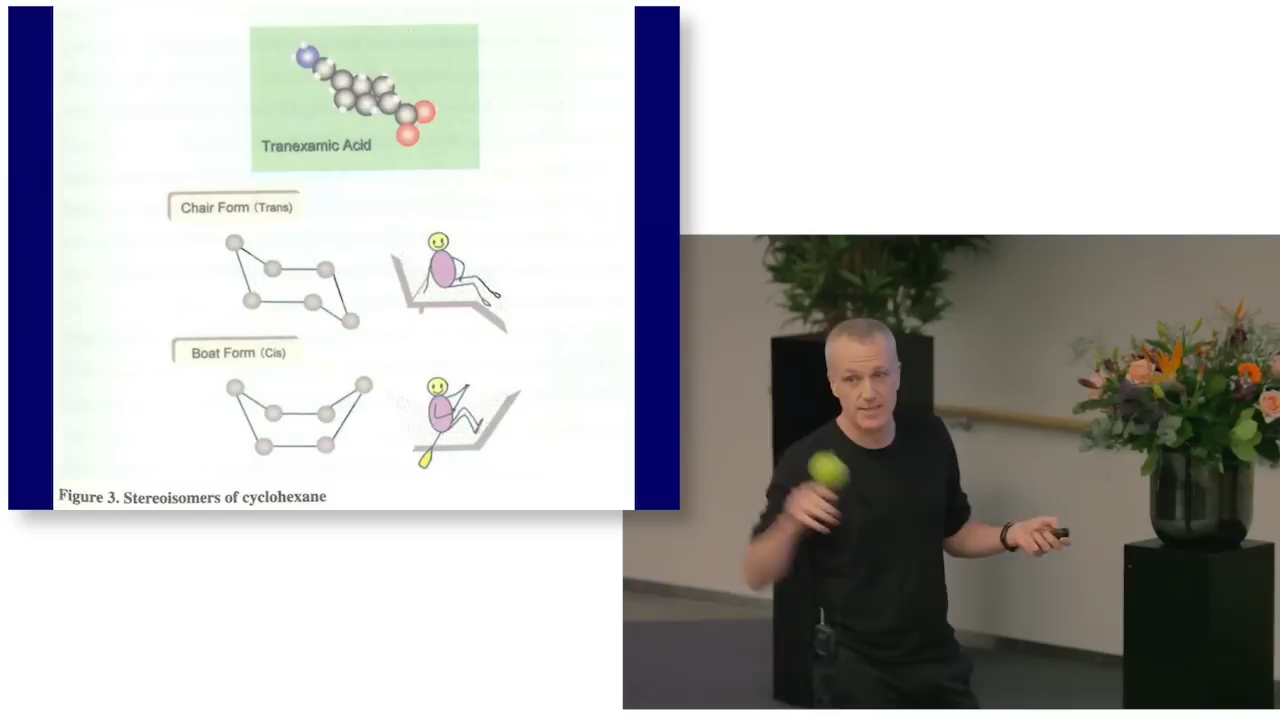 Tranexamic Acid
Chair Form (Trans)
Boat Form (Cis)
Figure 3. Stereoisomers of cyclohexane